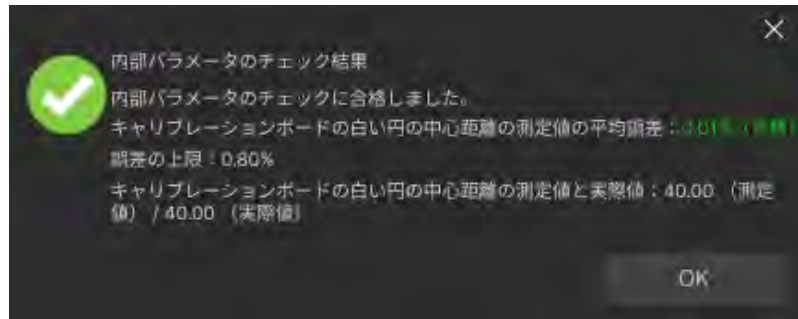 内部パラメータのチェック結果
内部パラメータのチェックに合格しました。
キャリブレーションボードの白い円の中心距離の測定値の平均誤差：
誤差の上限：0.80%
キャリブレーションボードの白い円の中心距離の測定値と実際値：40.00 （測定
値） / 40.00 （実際値）
OK